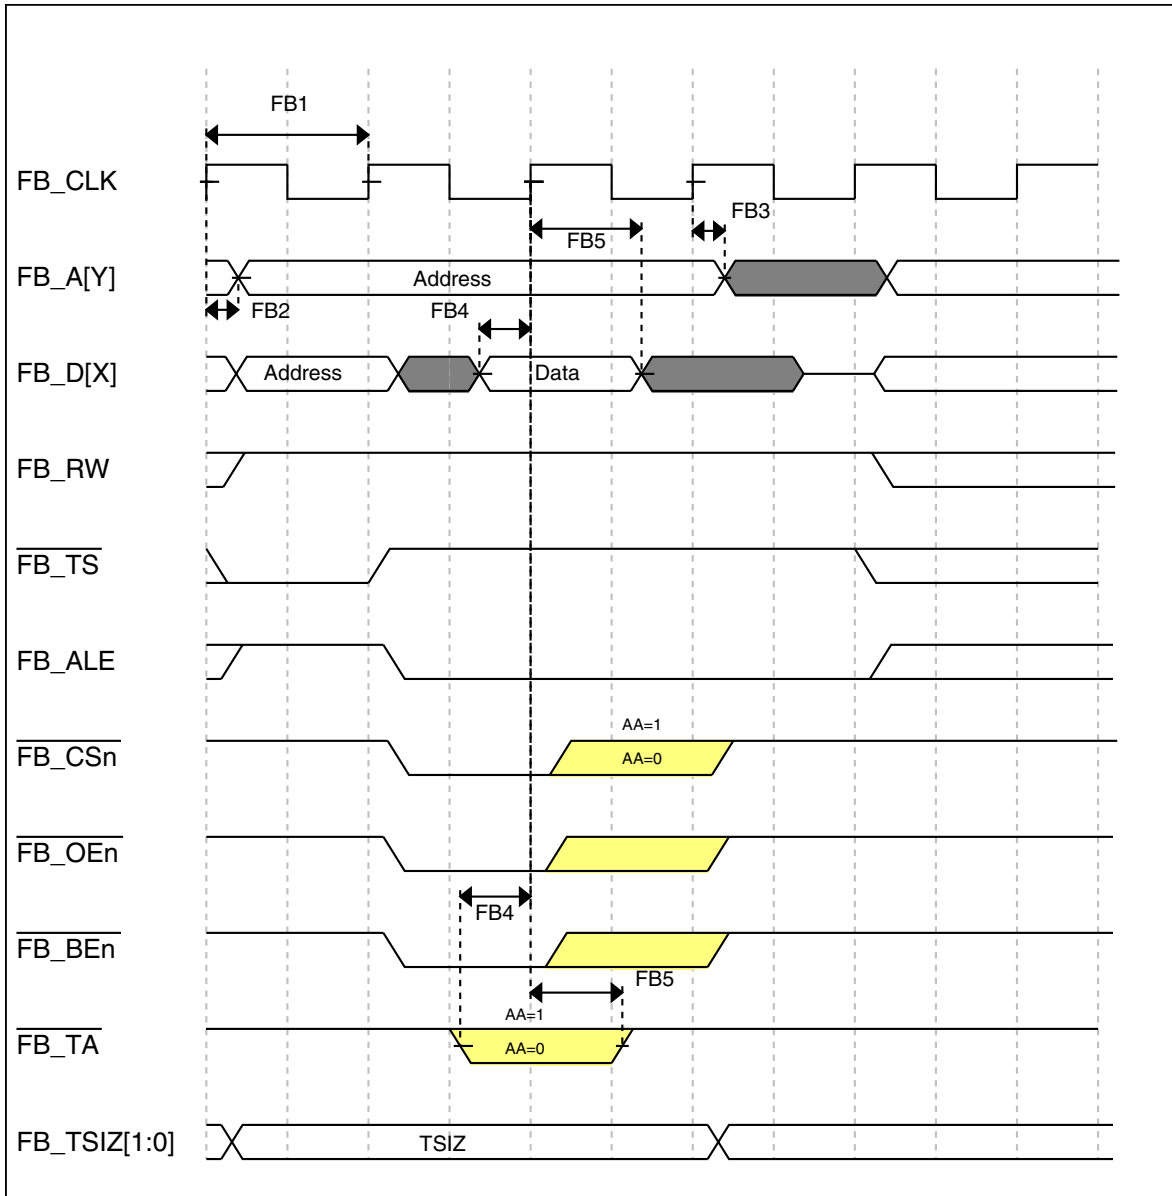 FB1
FB_CLK
FB3
FB5
FB_A[Y]
Address
FB2
FB4
FB_D[X]
Address
Data
FB_RW
FB_TS
FB_ALE
AA=1
FB_CSn
AA=0
FB_OEn
FB4
FB_BEn
FB5
AA=1
FB_TA
AA=0
FB_TSIZ[1:0]
TSIZ